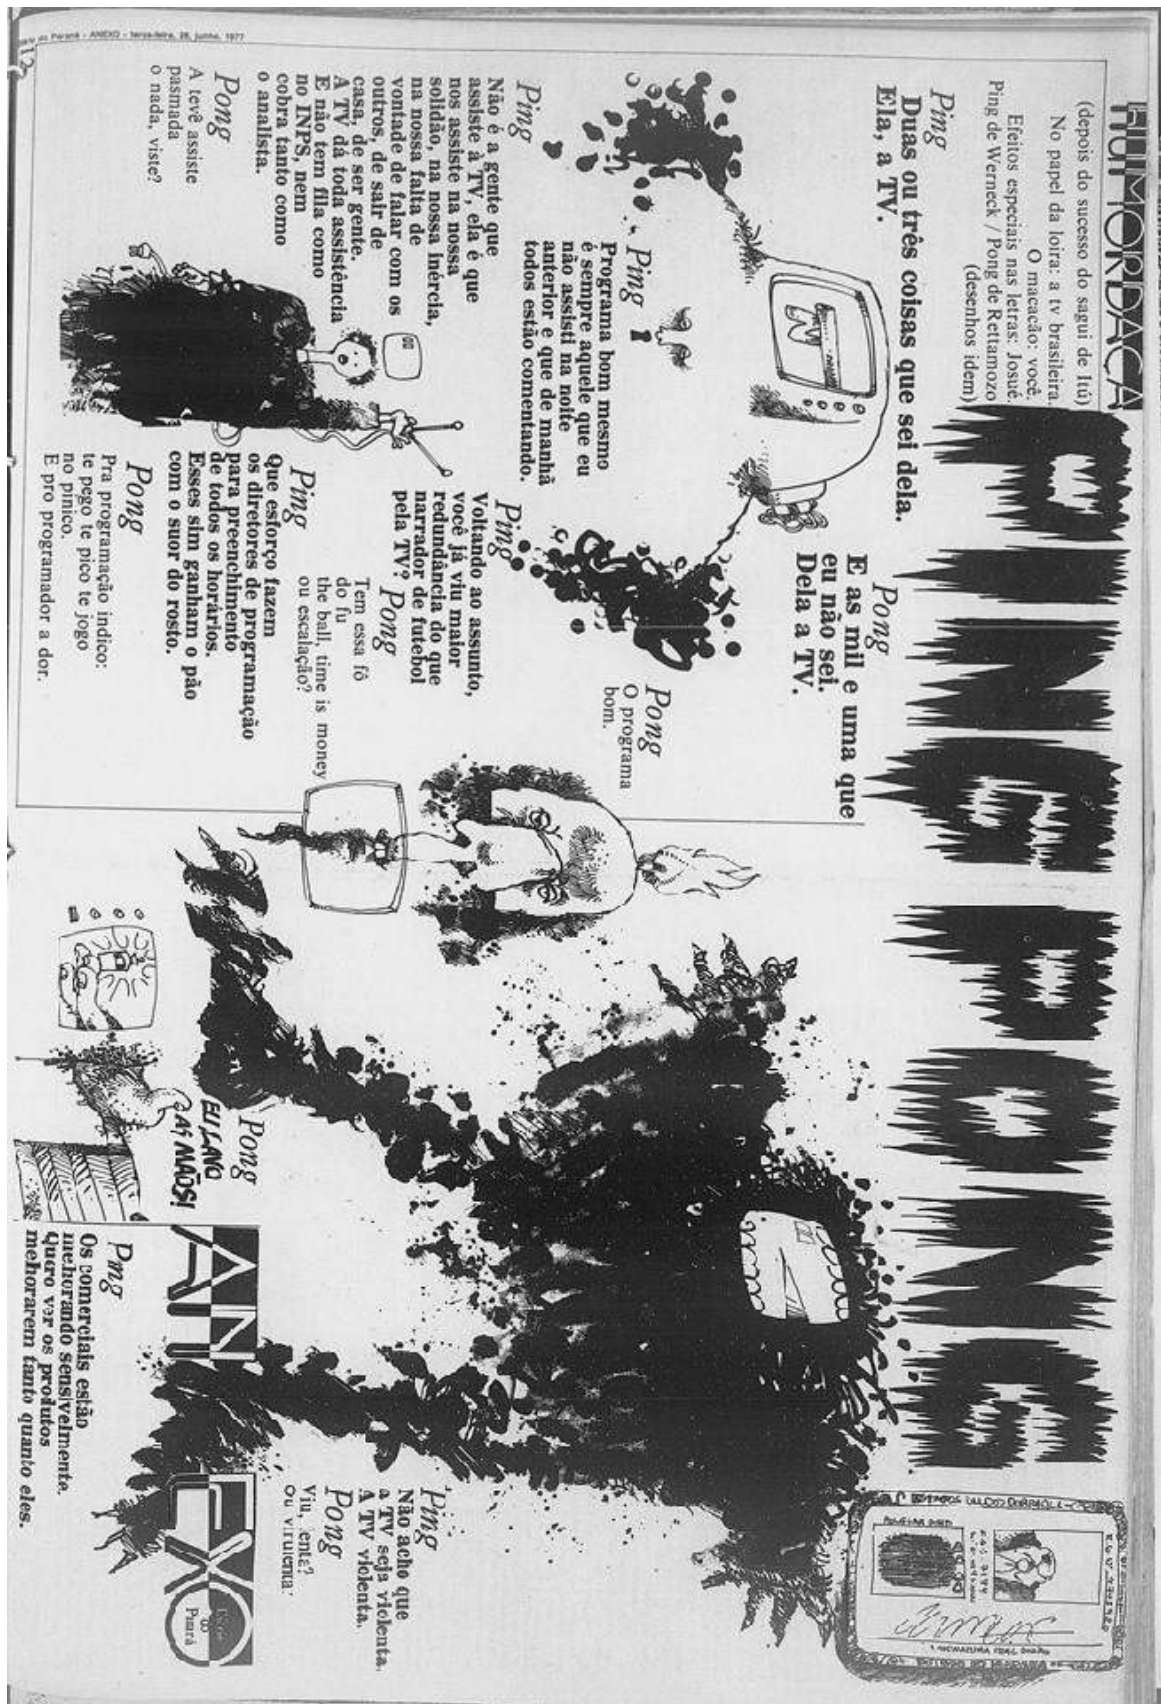 Diário do Paraná - ANEXO - terça-feira, 28, junho, 1977
HUMORDAÇA
(depois do sucesso do sagui de Itú)
No papel da loira: a tv brasileira.
O macacão: você.
Efeitos especiais nas letras: Josué.
Ping de Werneck / Pong de Rettamozo
(desenhos idem)
PING PONG
Ping
Duas ou três coisas que sei dela.
Ela, a TV.
Pong
E as mil e uma que
eu não sei.
Dela a TV.
Ping
Programa bom mesmo
é sempre aquele que eu
não assisti na noite
anterior e que de manhã
todos estão comentando.
Pong
O programa
bom.
Ping
Não é a gente que
assiste à TV, ela é que
nos assiste na nossa
solidão, na nossa inércia,
na nossa falta de
vontade de falar com os
outros, de sair de
casa, de ser gente.
A TV dá toda assistência
E não tem fila como
no INPS, nem
cobra tanto como
o analista.
Pong
A tevê assiste
pasmada
o nada, viste?
Ping
Voltando ao assunto,
você já viu maior
redundância do que
narrador de futebol
pela TV?
Pong
Tem essa fô
do fu
the ball, time is money
ou escalação?
Ping
Que esforço fazem
os diretores de programação
para preenchimento
de todos os horários.
Esses sim ganham o pão
com o suor do rosto.
Pong
Pra programação indico:
te pego te pico te jogo
no pinico.
E pro programador a dor.
Pong
EU LAVO
AS MÃOS!
Ping
Os comerciais estão
melhorando sensivelmente.
Quero ver os produtos
melhorarem tanto quanto eles.
Ping
Não acho que
a TV seja violenta.
A TV violenta.
Pong
Viu, ente?
Ou virulenta.
ANEXO